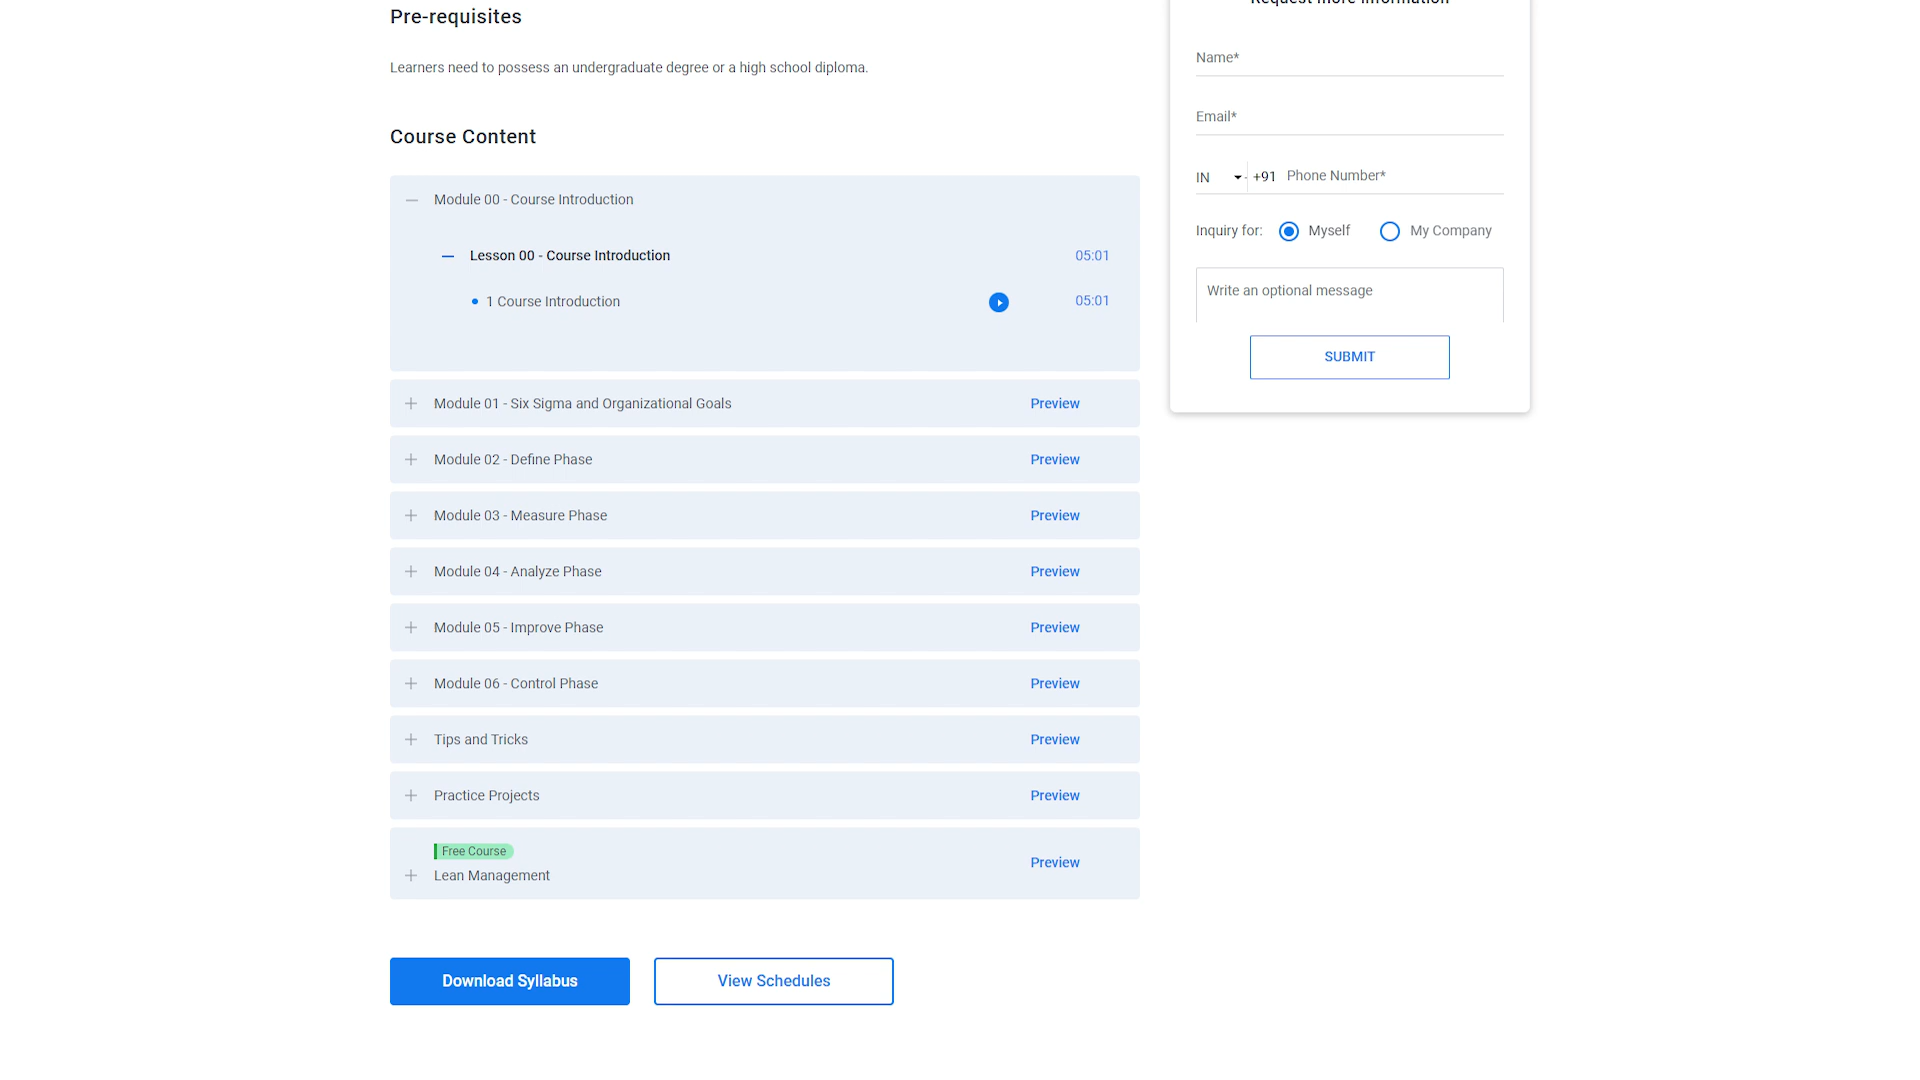 Pre-requisites
Learners need to possess an undergraduate degree or a high school diploma.
Course Content
Module 00 - Course Introduction
Lesson 00 - Course Introduction 05:01
1 Course Introduction 05:01
Module 01 - Six Sigma and Organizational Goals Preview
Module 02 - Define Phase Preview
Module 03 - Measure Phase Preview
Module 04 - Analyze Phase Preview
Module 05 - Improve Phase Preview
Module 06 - Control Phase Preview
Tips and Tricks Preview
Practice Projects Preview
Free Course
Lean Management Preview
Download Syllabus View Schedules
Request more information
Name*
Email*
IN +91 Phone Number*
Inquiry for: Myself My Company
Write an optional message
SUBMIT